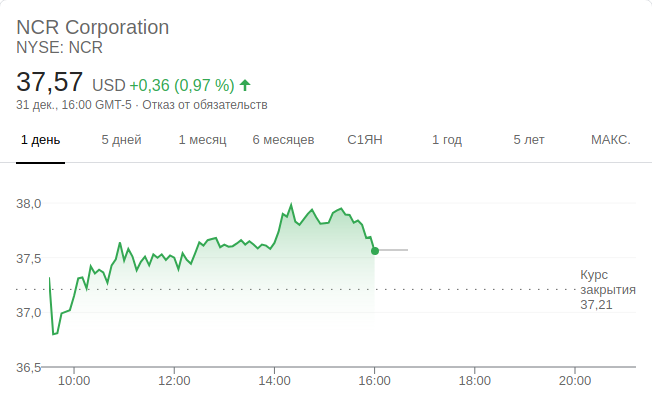 NCR Corporation
NYSE: NCR
37,57 USD +0,36 (0,97 %)
31 дек., 16:00 GMT-5 · Отказ от обязательств
1 день 5 дней 1 месяц 6 месяцев С1ЯН 1 год 5 лет МАКС.
38,0
37,5
Курс
закрытия
37,21
37,0
36,5
10:00 12:00 14:00 16:00 18:00 20:00